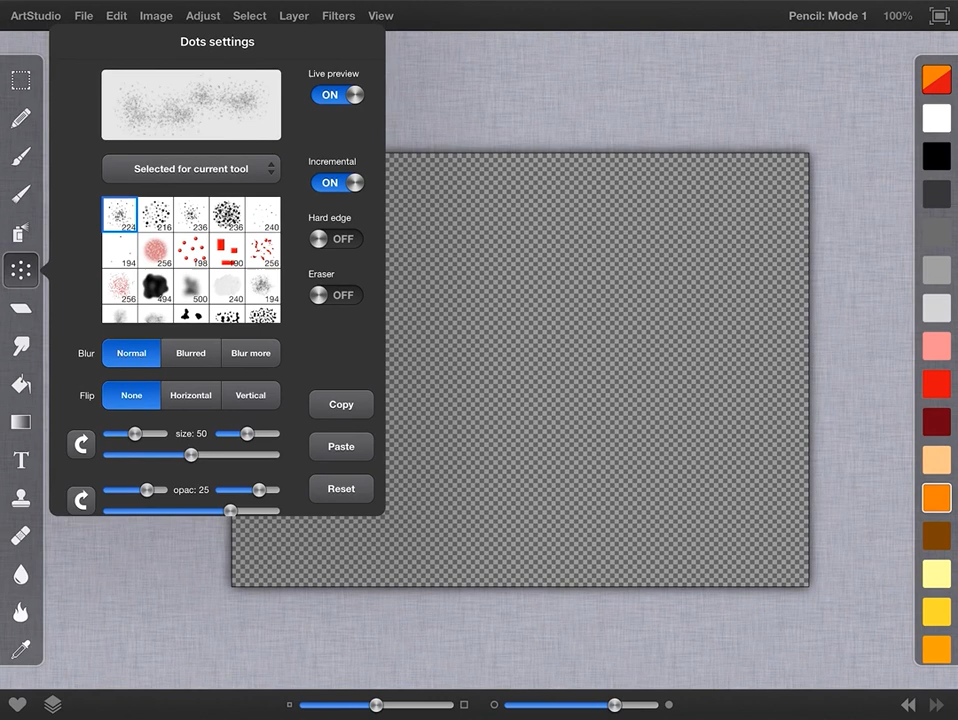 ArtStudio File Edit Image Adjust Select Layer Filters View Pencil: Mode 1 100%
Dots settings
Live preview
ON
Selected for current tool
Incremental
ON
224 216 236 236 240
Hard edge
OFF
194 256 198 190 256
Eraser
OFF
256 494 500 240 194
Blur Normal Blurred Blur more
Flip None Horizontal Vertical
Copy
size: 50
Paste
T
opac: 25
Reset